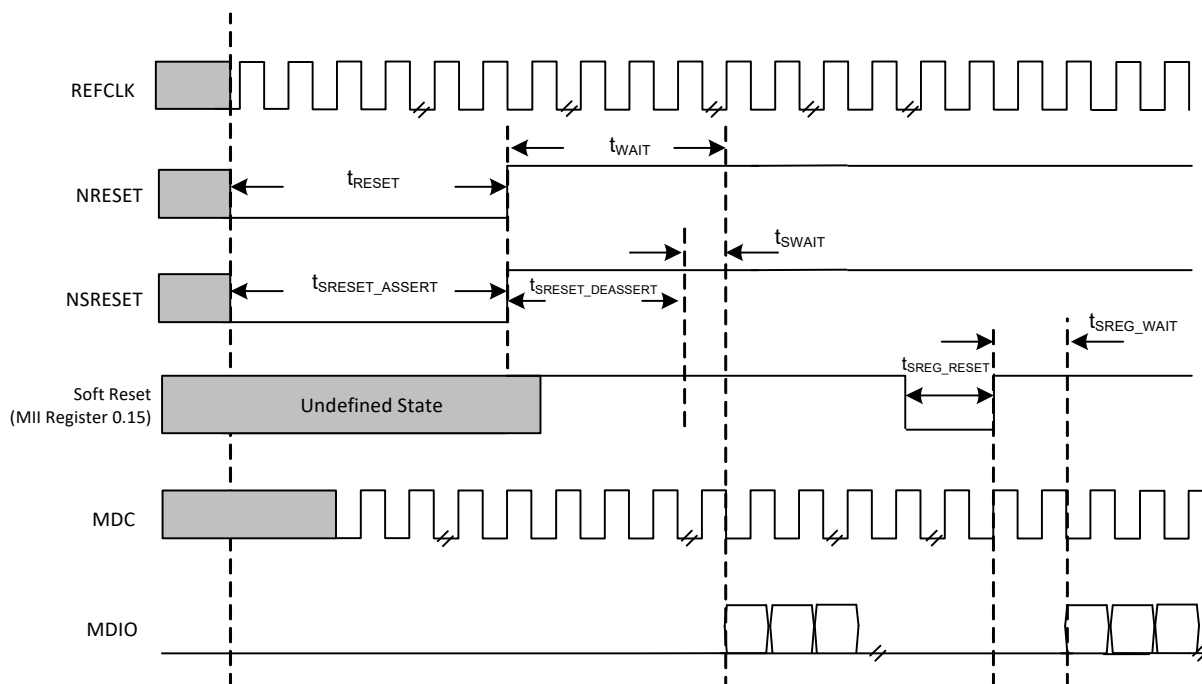 REFCLK
tWAIT
tRESET
NRESET
tSWAIT
tSRESET_ASSERT
tSRESET_DEASSERT
NSRESET
tSREG_WAIT
tSREG_RESET
Soft Reset
(MII Register 0.15)
Undefined State
MDC
MDIO